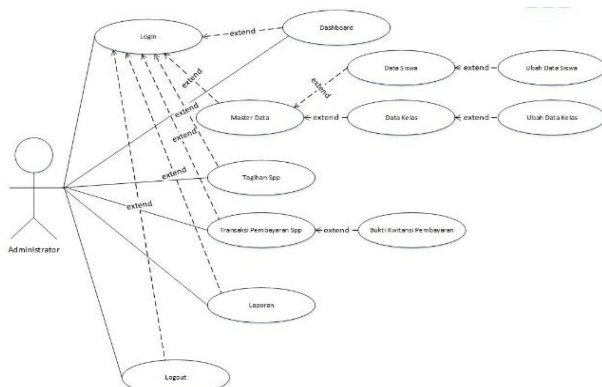 Login
extend
Dashboard
extend
Data Siswa
extend
Ubah Data Siswa
extend
extend
Master Data
extend
Data Kelas
extend
Ubah Data Kelas
extend
extend
Tagihan Spp
extend
Administrator
Transaksi Pembayaran Spp
extend
Bukti Kwitansi Pembayaran
Laporan
Logout